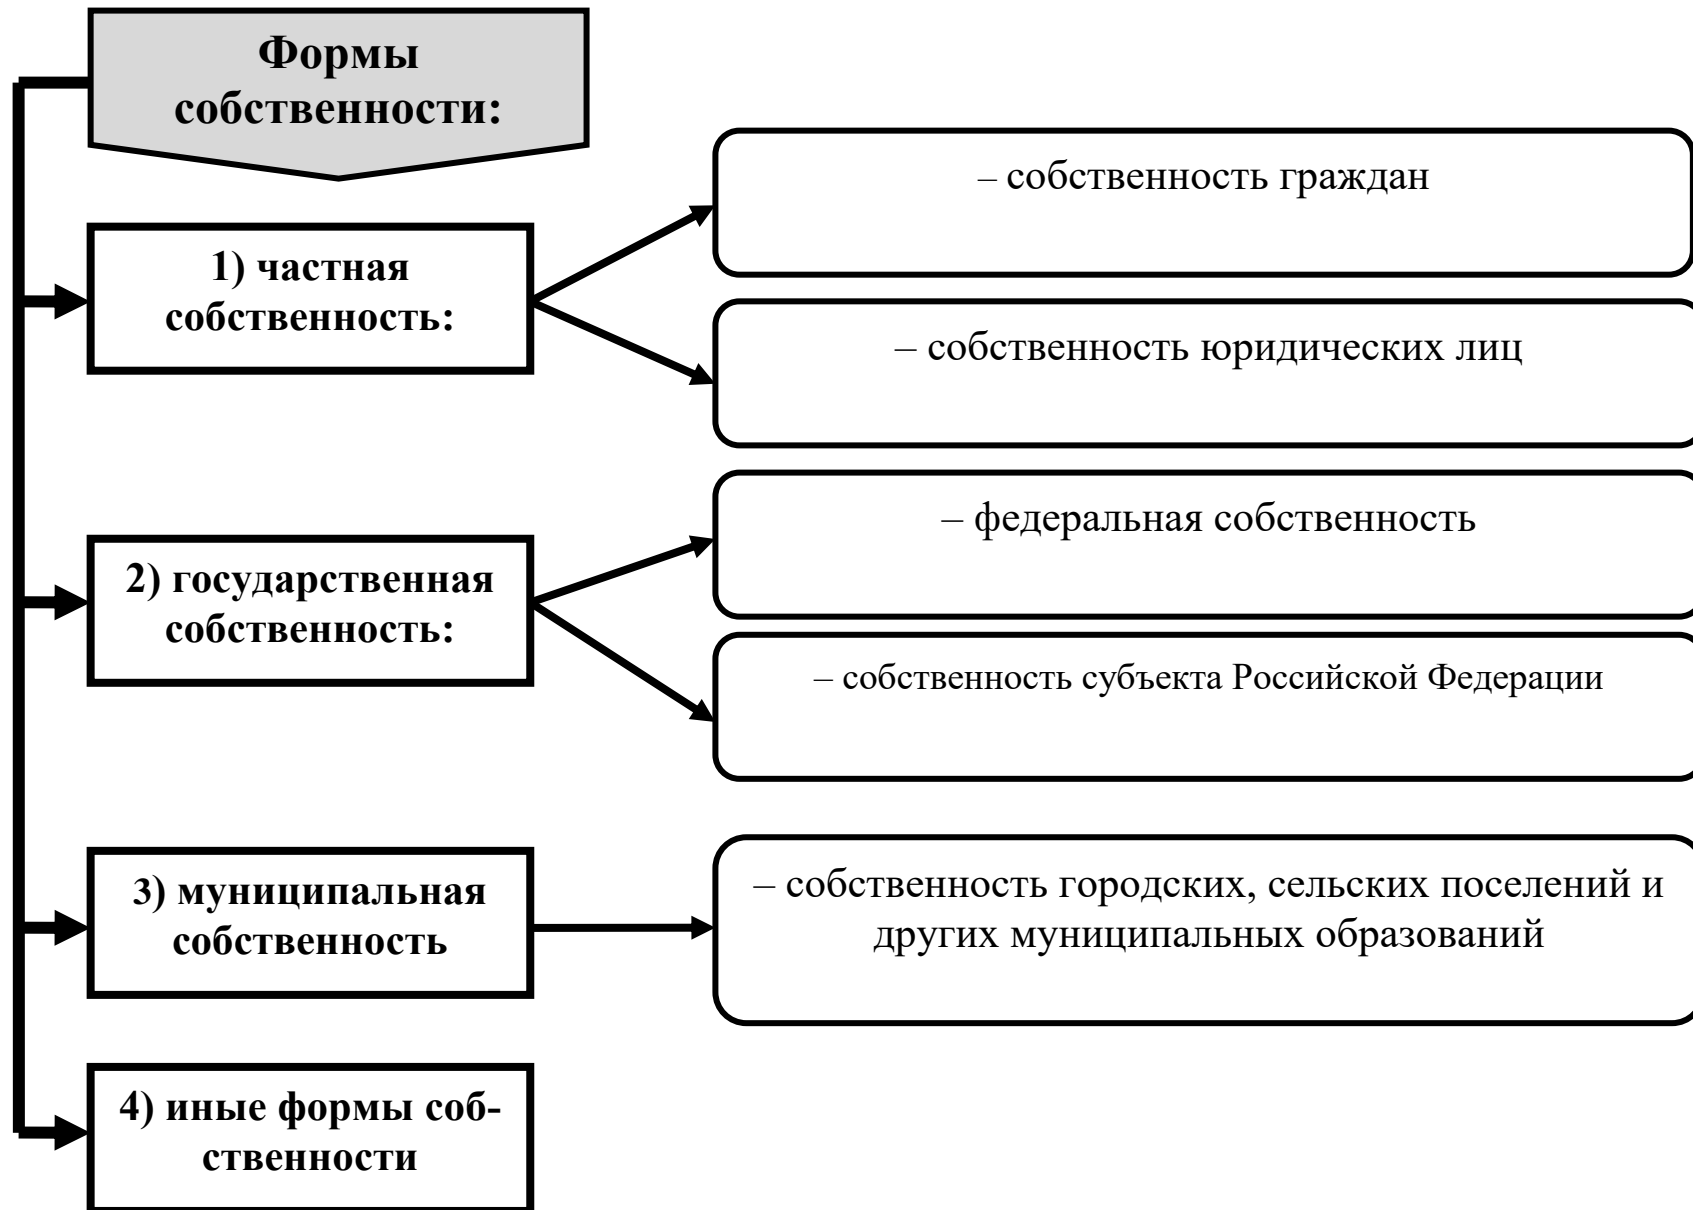 Формы
собственности:
1) частная
собственность:
– собственность граждан
– собственность юридических лиц
2) государственная
собственность:
– федеральная собственность
– собственность субъекта Российской Федерации
3) муниципальная
собственность
– собственность городских, сельских поселений и
других муниципальных образований
4) иные формы соб-
ственности